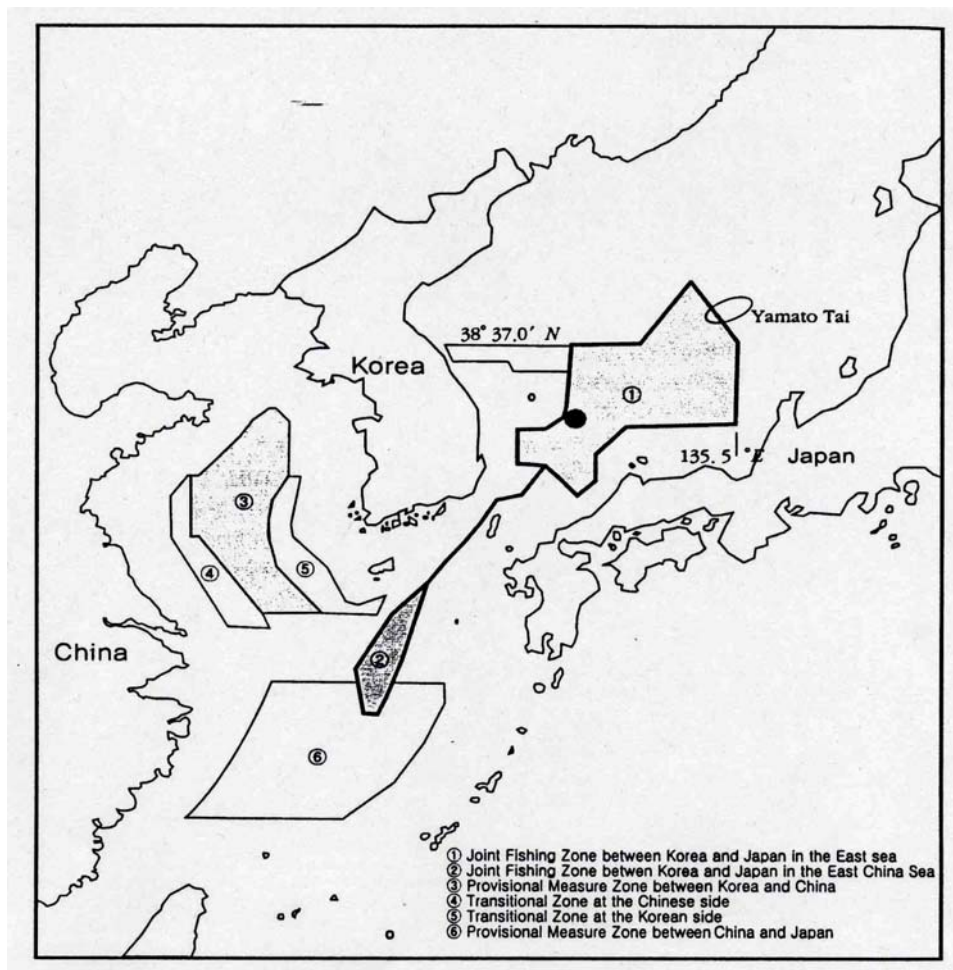 38° 37.0′ N
Yamato Tai
Korea
①
135. 5 °E
Japan
③
④
⑤
China
②
⑥
① Joint Fishing Zone between Korea and Japan in the East sea
② Joint Fishing Zone betwen Korea and Japan in the East China Sea
③ Provisional Measure Zone between Korea and China
④ Transitional Zone at the Chinese side
⑤ Transitional Zone at the Korean side
⑥ Provisional Measure Zone between China and Japan